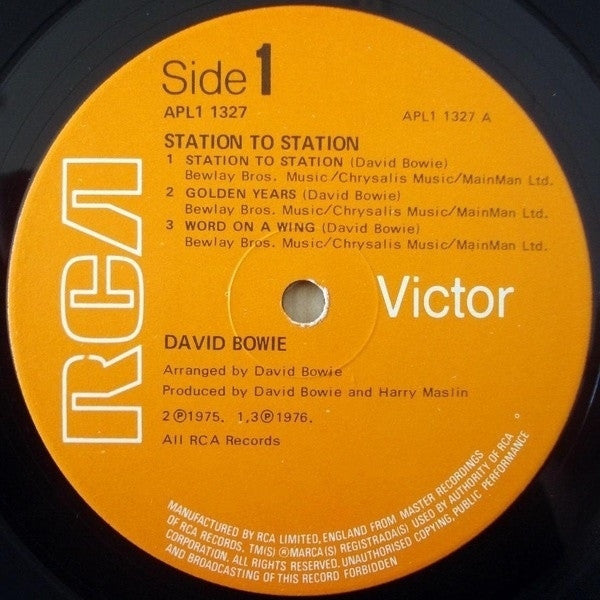 Side 1
APL1 1327
APL1 1327 A
STATION TO STATION
1 STATION TO STATION (David Bowie)
Bewlay Bros. Music/Chrysalis Music/MainMan Ltd.
2 GOLDEN YEARS (David Bowie)
Bewlay Bros. Music/Chrysalis Music/MainMan Ltd.
3 WORD ON A WING (David Bowie)
Bewlay Bros. Music/Chrysalis Music/MainMan Ltd.
RCA
Victor
DAVID BOWIE
Arranged by David Bowie
Produced by David Bowie and Harry Maslin
2℗1975. 1,3℗1976.
All RCA Records
MANUFACTURED BY RCA LIMITED, ENGLAND FROM MASTER RECORDINGS
OF RCA RECORDS, TM(S) ®MARCA(S) REGISTRADA(S) USED BY AUTHORITY OF RCA
CORPORATION, ALL RIGHTS RESERVED. UNAUTHORISED COPYING, PUBLIC PERFORMANCE
AND BROADCASTING OF THIS RECORD FORBIDDEN